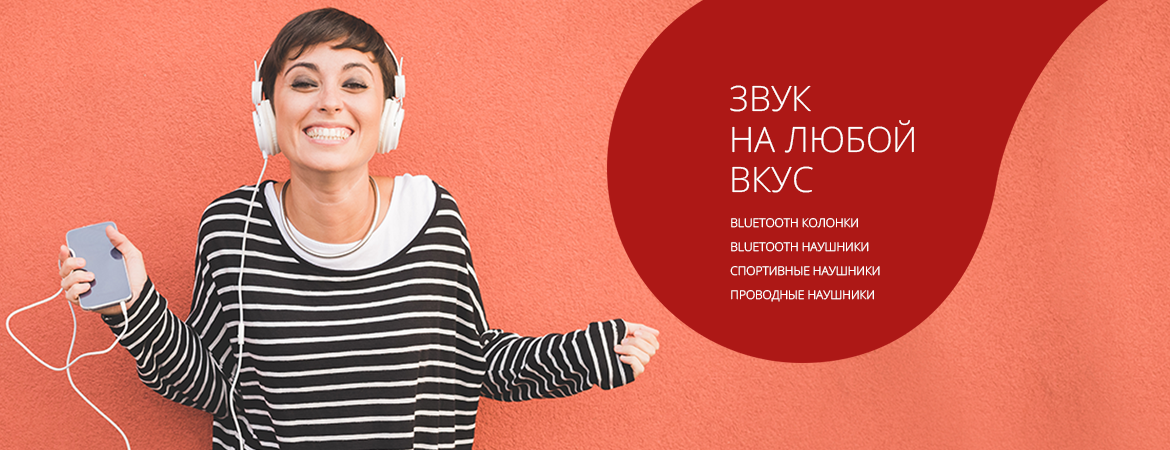 ЗВУК
НА ЛЮБОЙ
ВКУС
BLUETOOTH КОЛОНКИ
BLUETOOTH НАУШНИКИ
СПОРТИВНЫЕ НАУШНИКИ
ПРОВОДНЫЕ НАУШНИКИ